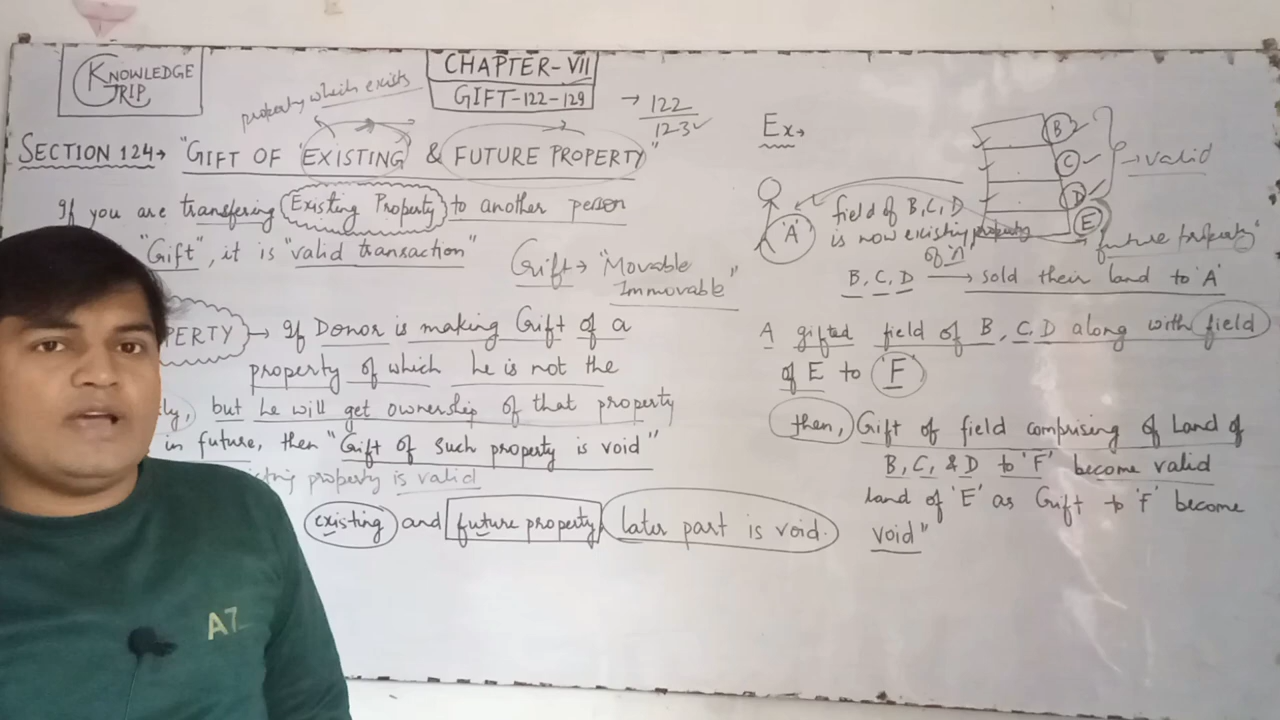 KNOWLEDGE
GRIP
CHAPTER-VII
GIFT-122-129
→ 122
123✓
property which exists
SECTION 124→ "GIFT OF EXISTING & FUTURE PROPERTY"
If you are transfering Existing Property to another person
"Gift", it is "valid transaction"
Gift → "Movable
Immovable"
PERTY → If Donor is making Gift of a
property of which he is not the
but he will get ownership of that property
in future, then "Gift of such property is void"
property is valid
existing and future property, later part is void.
Ex→
B
C
D
E
→ valid
'A'
field of B, C, D
is now existing property
of 'A'
future property"
B, C, D → sold their land to 'A'
A gifted field of B, C, D along with field
of E to 'F'
then, Gift of field comprising of Land of
B, C, & D to 'F' become valid
land of 'E' as Gift to 'F' become
void"
A7